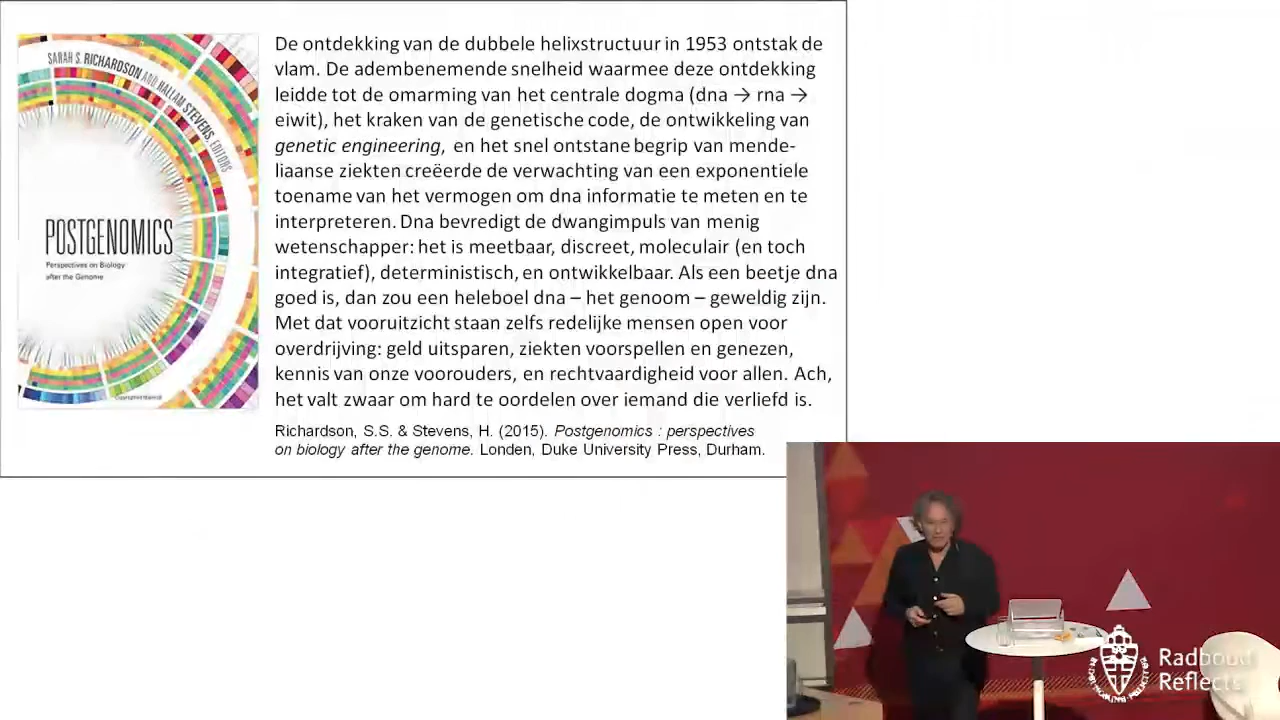 SARAH S. RICHARDSON AND HALLAM STEVENS, EDITORS
POSTGENOMICS
Perspectives on Biology
after the Genome
De ontdekking van de dubbele helixstructuur in 1953 ontstak de
vlam. De adembenemende snelheid waarmee deze ontdekking
leidde tot de omarming van het centrale dogma (dna → rna →
eiwit), het kraken van de genetische code, de ontwikkeling van
genetic engineering, en het snel ontstane begrip van mende-
liaanse ziekten creëerde de verwachting van een exponentiele
toename van het vermogen om dna informatie te meten en te
interpreteren. Dna bevredigt de dwangimpuls van menig
wetenschapper: het is meetbaar, discreet, moleculair (en toch
integratief), deterministisch, en ontwikkelbaar. Als een beetje dna
goed is, dan zou een heleboel dna – het genoom – geweldig zijn.
Met dat vooruitzicht staan zelfs redelijke mensen open voor
overdrijving: geld uitsparen, ziekten voorspellen en genezen,
kennis van onze voorouders, en rechtvaardigheid voor allen. Ach,
het valt zwaar om hard te oordelen over iemand die verliefd is.
Richardson, S.S. & Stevens, H. (2015). Postgenomics : perspectives
on biology after the genome. Londen, Duke University Press, Durham.
Radboud
Reflects